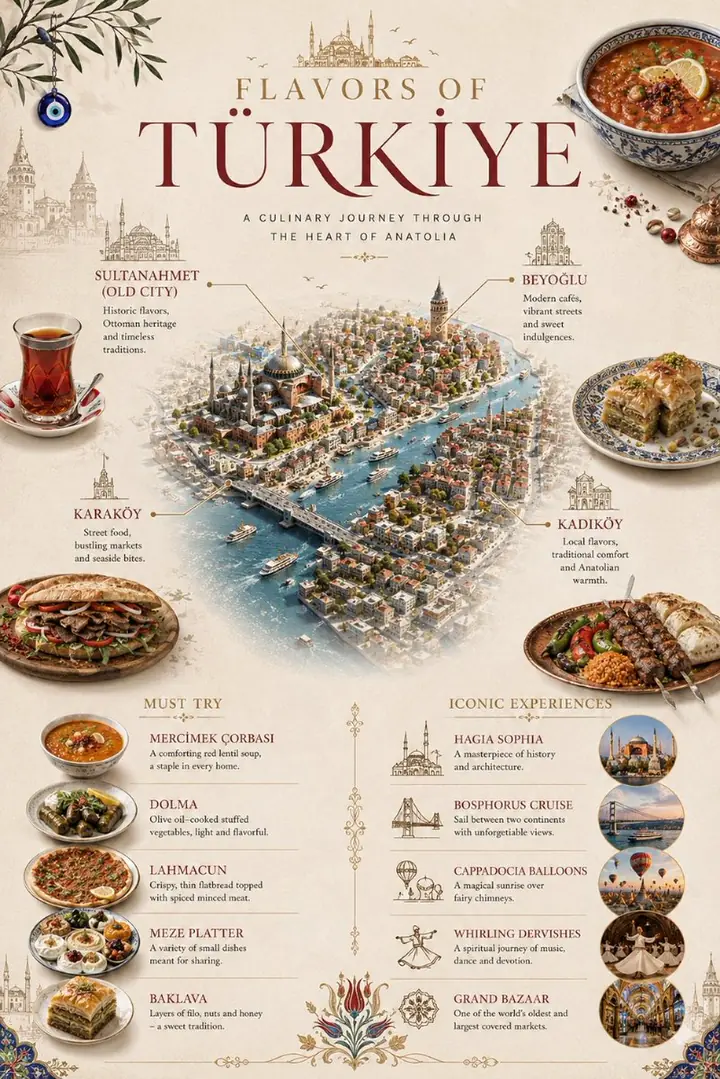 FLAVORS OF
TÜRKİYE
A CULINARY JOURNEY THROUGH
THE HEART OF ANATOLIA
SULTANAHMET
(OLD CITY)
Historic flavors,
Ottoman heritage
and timeless
traditions.
BEYOĞLU
Modern cafés,
vibrant streets
and sweet
indulgences.
KARAKÖY
Street food,
bustling markets
and seaside bites.
KADIKÖY
Local flavors,
traditional comfort
and Anatolian
warmth.
MUST TRY
MERCİMEK ÇORBASI
A comforting red lentil soup,
a staple in every home.
DOLMA
Olive oil-cooked stuffed
vegetables, light and flavorful.
LAHMACUN
Crispy, thin flatbread topped
with spiced minced meat.
MEZE PLATTER
A variety of small dishes
meant for sharing.
BAKLAVA
Layers of filo, nuts and honey
– a sweet tradition.
ICONIC EXPERIENCES
HAGIA SOPHIA
A masterpiece of history
and architecture.
BOSPHORUS CRUISE
Sail between two continents
with unforgettable views.
CAPPADOCIA BALLOONS
A magical sunrise over
fairy chimneys.
WHIRLING DERVISHES
A spiritual journey of music,
dance and devotion.
GRAND BAZAAR
One of the world's oldest and
largest covered markets.